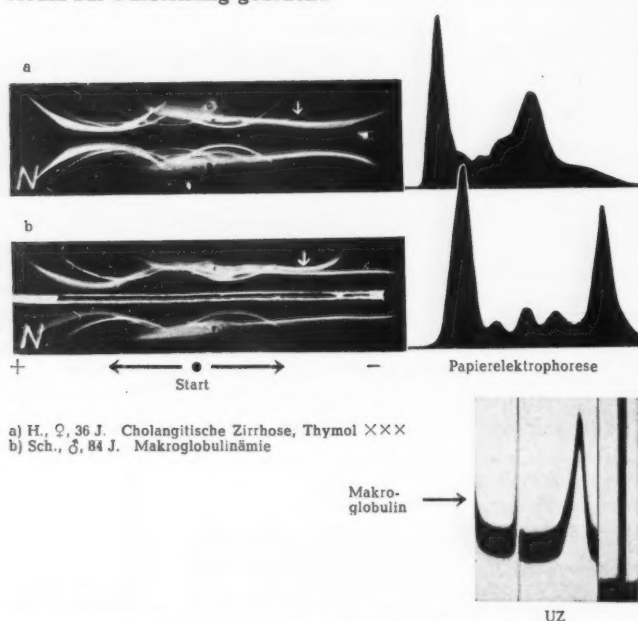 a
N
b
N
+ Start -
Papierelektrophorese
a) H., ♀, 36 J. Cholangitische Zirrhose, Thymol ×××
b) Sch., ♂, 84 J. Makroglobulinämie
Makro-
globulin
UZ